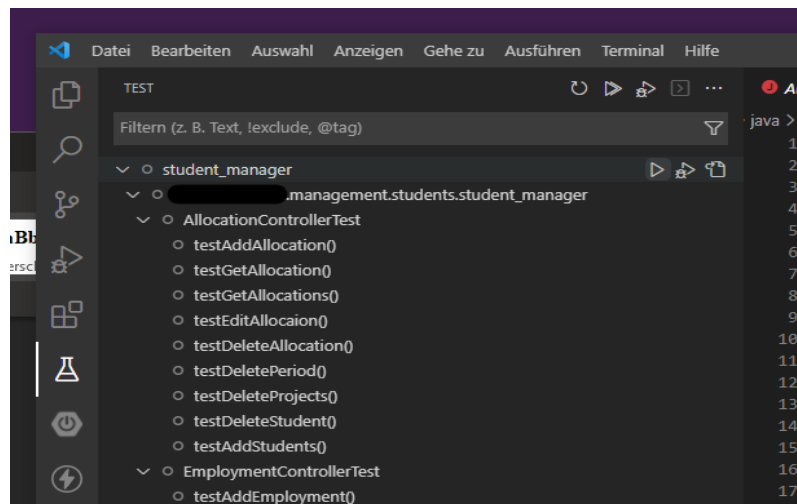 Datei Bearbeiten Auswahl Anzeigen Gehe zu Ausführen Terminal Hilfe
TEST
Filtern (z. B. Text, !exclude, @tag)
java >
student_manager
.management.students.student_manager
AllocationControllerTest
testAddAllocation()
testGetAllocation()
testGetAllocations()
testEditAllocaion()
testDeleteAllocation()
testDeletePeriod()
testDeleteProjects()
testDeleteStudent()
testAddStudents()
EmploymentControllerTest
testAddEmployment()
1
2
3
4
5
6
7
8
9
10
11
12
13
14
15
16
17